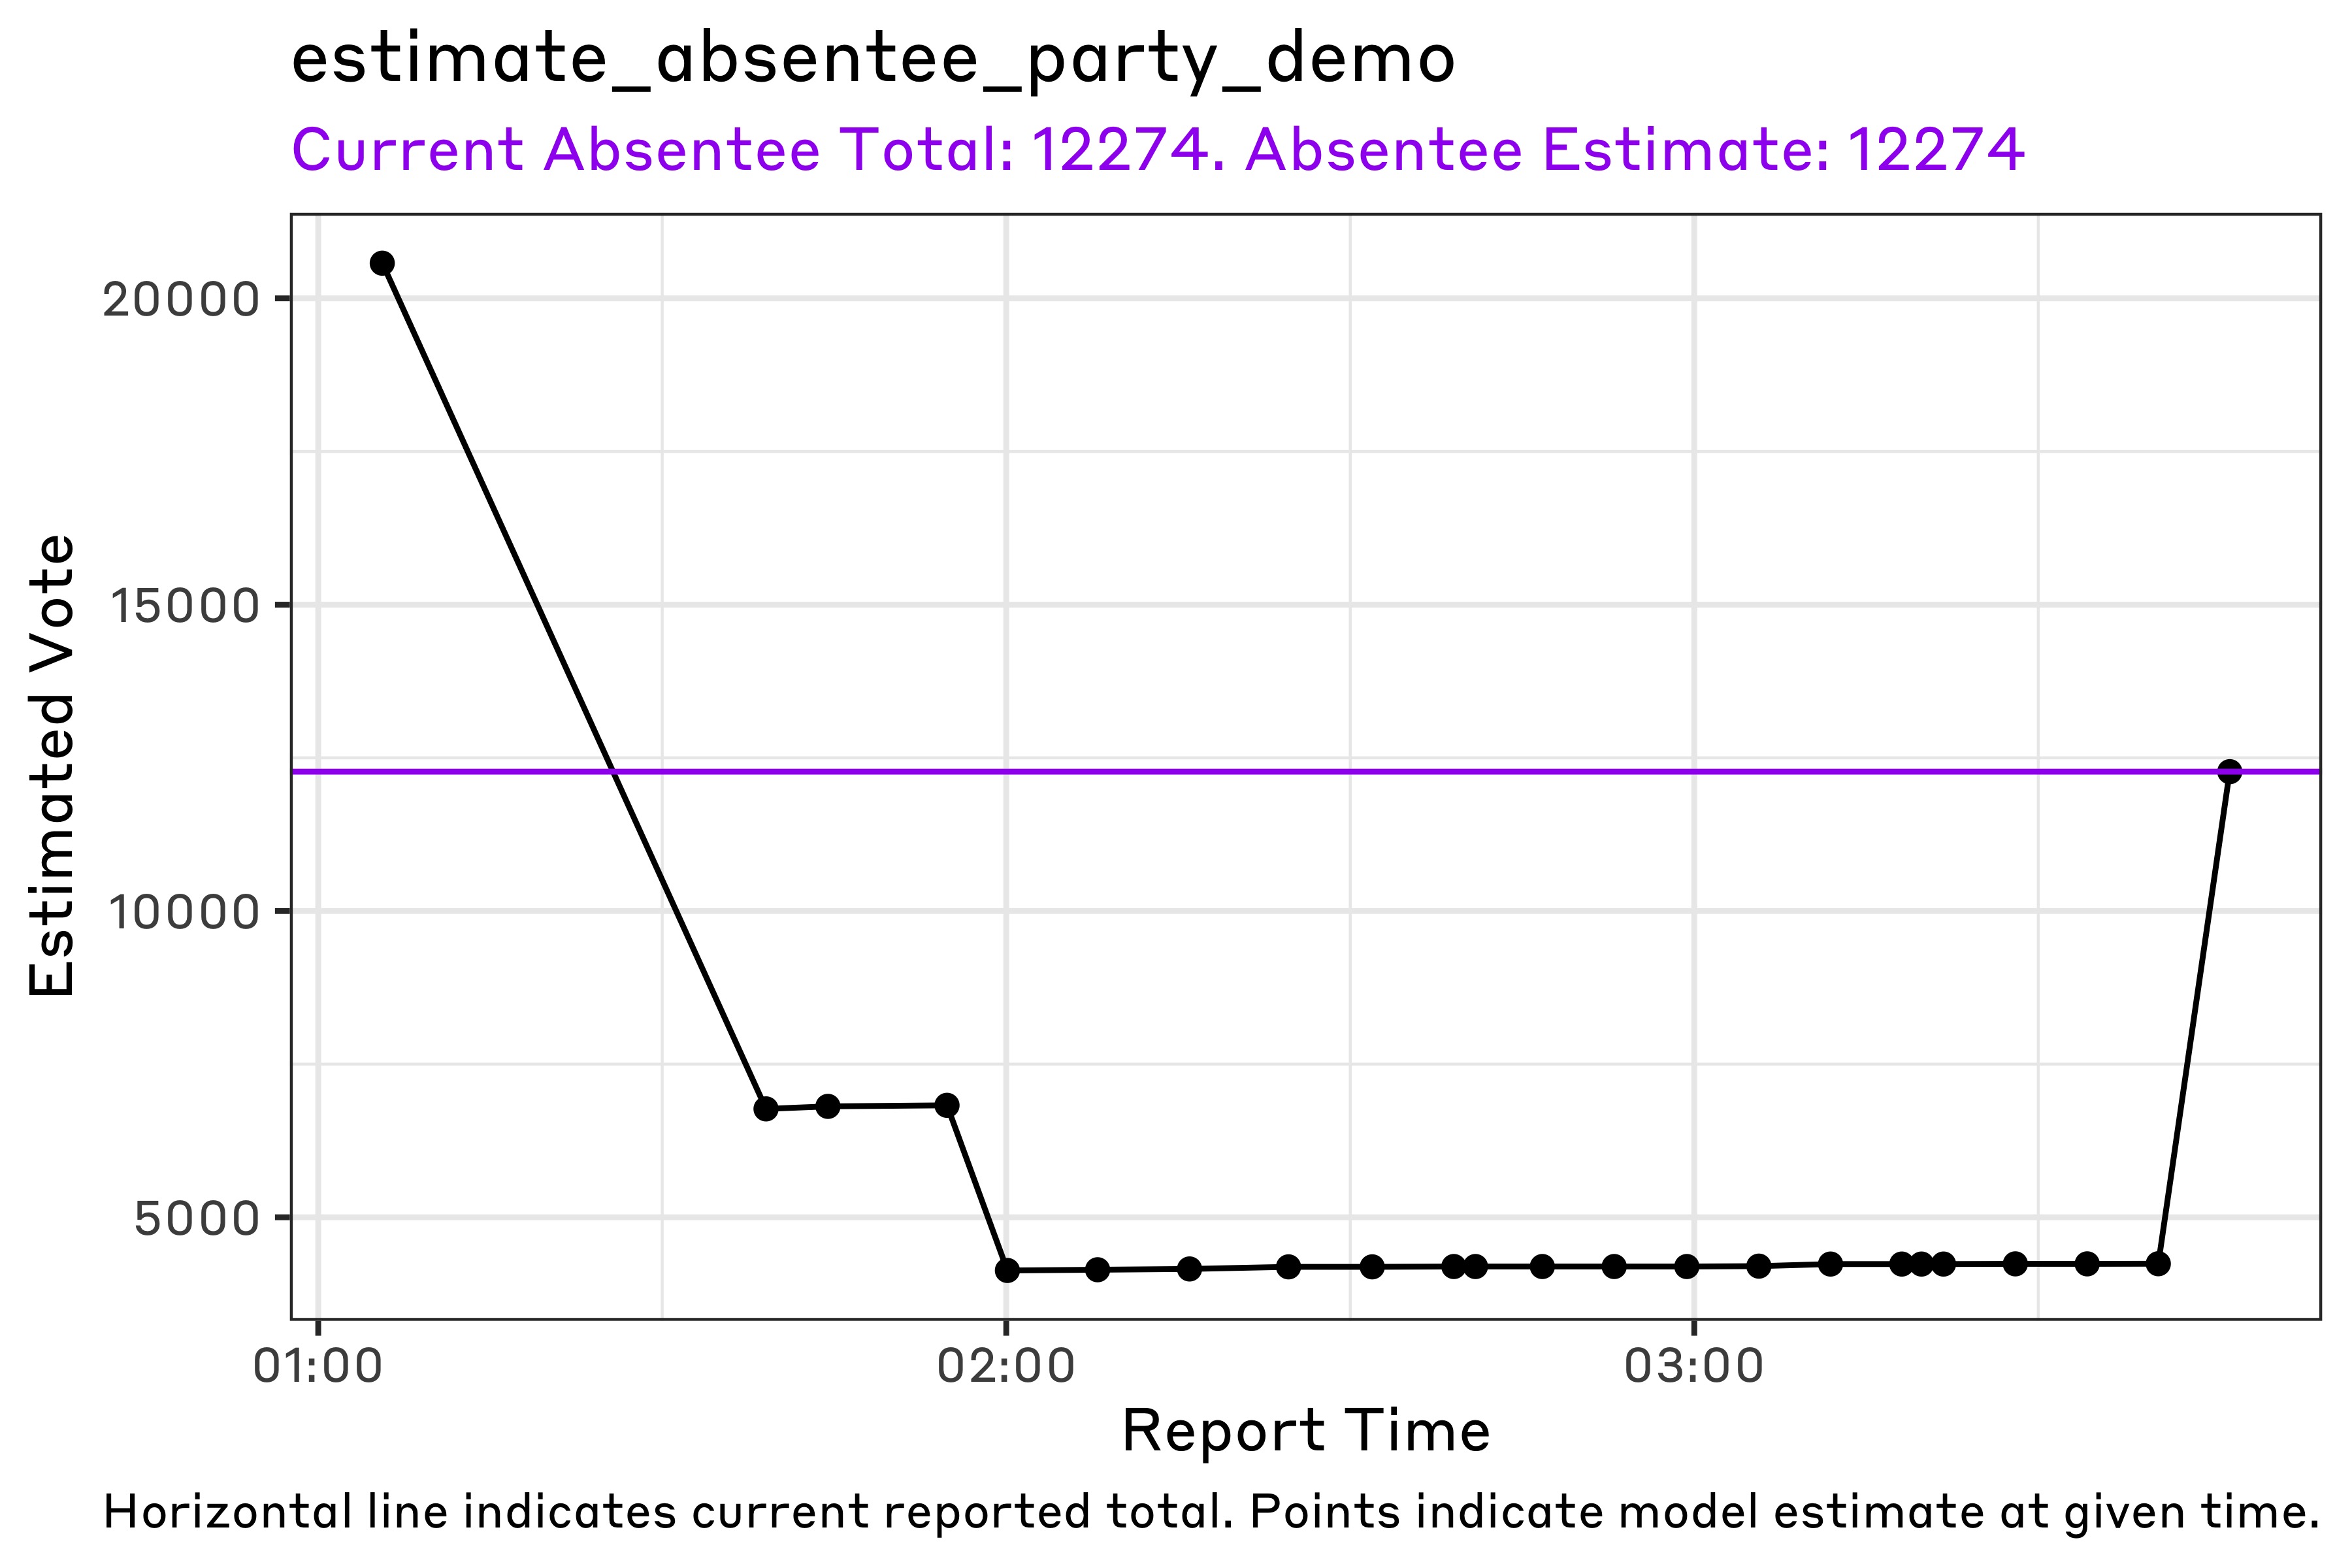 estimate_absentee_party_demo
Current Absentee Total: 12274. Absentee Estimate: 12274
Estimated Vote
20000
15000
10000
5000
01:00 02:00 03:00
Report Time
Horizontal line indicates current reported total. Points indicate model estimate at given time.